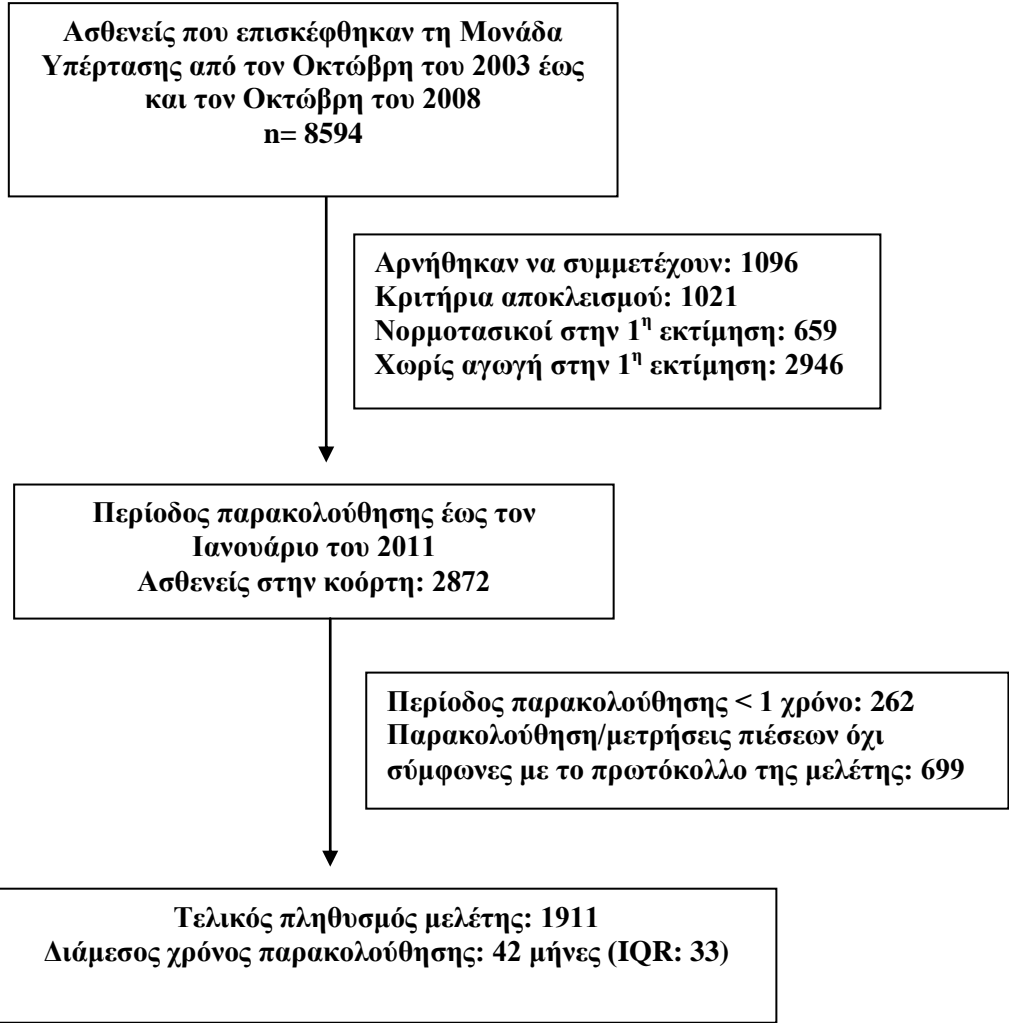 Ασθενείς που επισκέφθηκαν τη Μονάδα
Υπέρτασης από τον Οκτώβρη του 2003 έως
και τον Οκτώβρη του 2008
n= 8594
Αρνήθηκαν να συμμετέχουν: 1096
Κριτήρια αποκλεισμού: 1021
Νορμοτασικοί στην 1η εκτίμηση: 659
Χωρίς αγωγή στην 1η εκτίμηση: 2946
Περίοδος παρακολούθησης έως τον
Ιανουάριο του 2011
Ασθενείς στην κοόρτη: 2872
Περίοδος παρακολούθησης < 1 χρόνο: 262
Παρακολούθηση/μετρήσεις πιέσεων όχι
σύμφωνες με το πρωτόκολλο της μελέτης: 699
Τελικός πληθυσμός μελέτης: 1911
Διάμεσος χρόνος παρακολούθησης: 42 μήνες (IQR: 33)